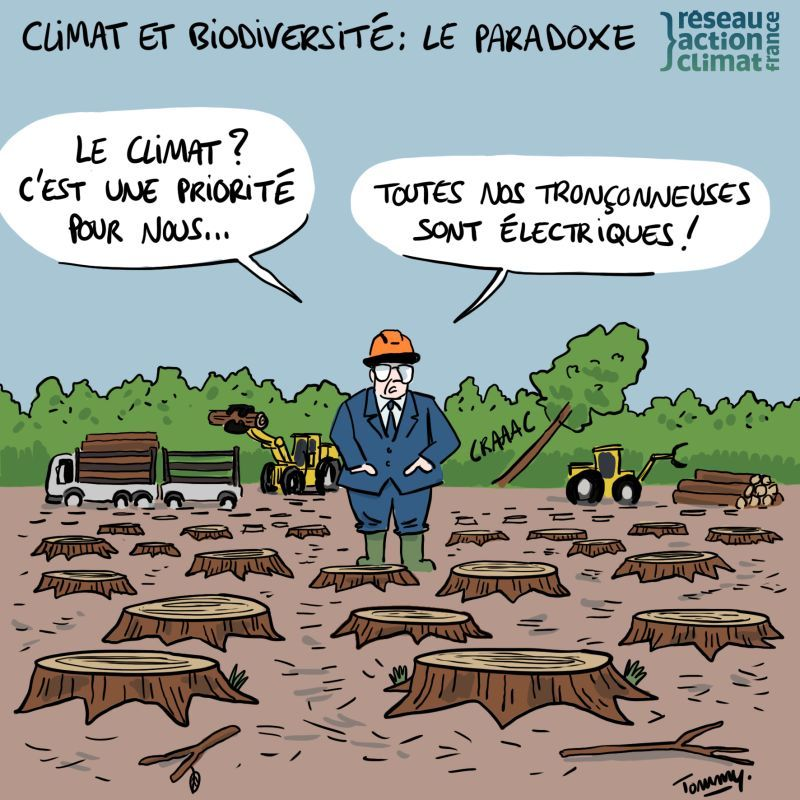 CLIMAT ET BIODIVERSITÉ: LE PARADOXE
réseau
action
climat
france
LE CLIMAT?
C'EST UNE PRIORITÉ
POUR NOUS...
TOUTES NOS TRONÇONNEUSES
SONT ÉLECTRIQUES!
CRAAAC
Tommy.